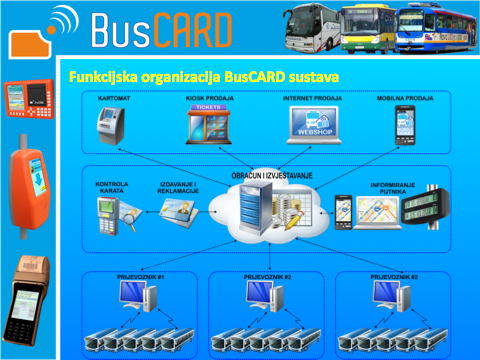 BusCARD
Funkcijska organizacija BusCARD sustava
KARTOMAT
KIOSK PRODAJA
INTERNET PRODAJA
MOBILNA PRODAJA
TICKETS
WEBSHOP
OBRAČUN I IZVJEŠTAVANJE
KONTROLA
KARATA
IZDAVANJE I
REKLAMACIJE
INFORMIRANJE
PUTNIKA
PRIJEVOZNIK #1
PRIJEVOZNIK #2
PRIJEVOZNIK #2